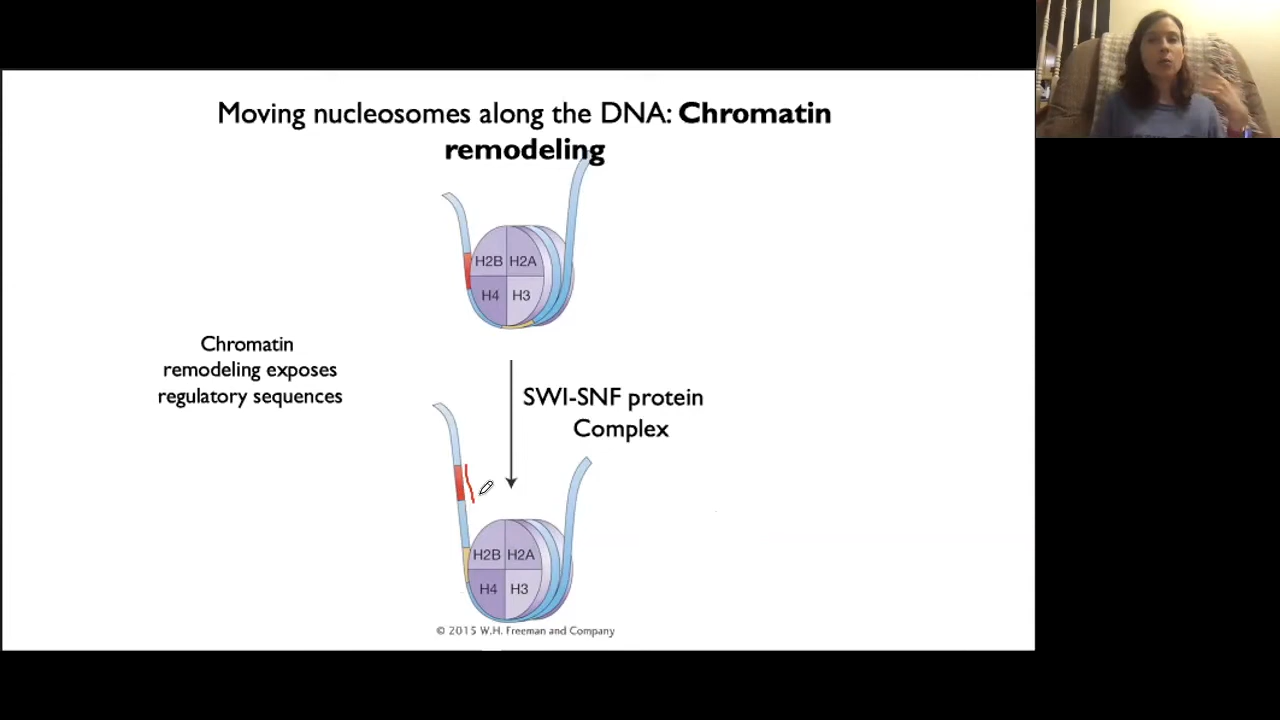 Moving nucleosomes along the DNA: Chromatin
remodeling
H2B H2A
H4 H3
Chromatin
remodeling exposes
regulatory sequences
SWI-SNF protein
Complex
H2B H2A
H4 H3
© 2015 W.H. Freeman and Company